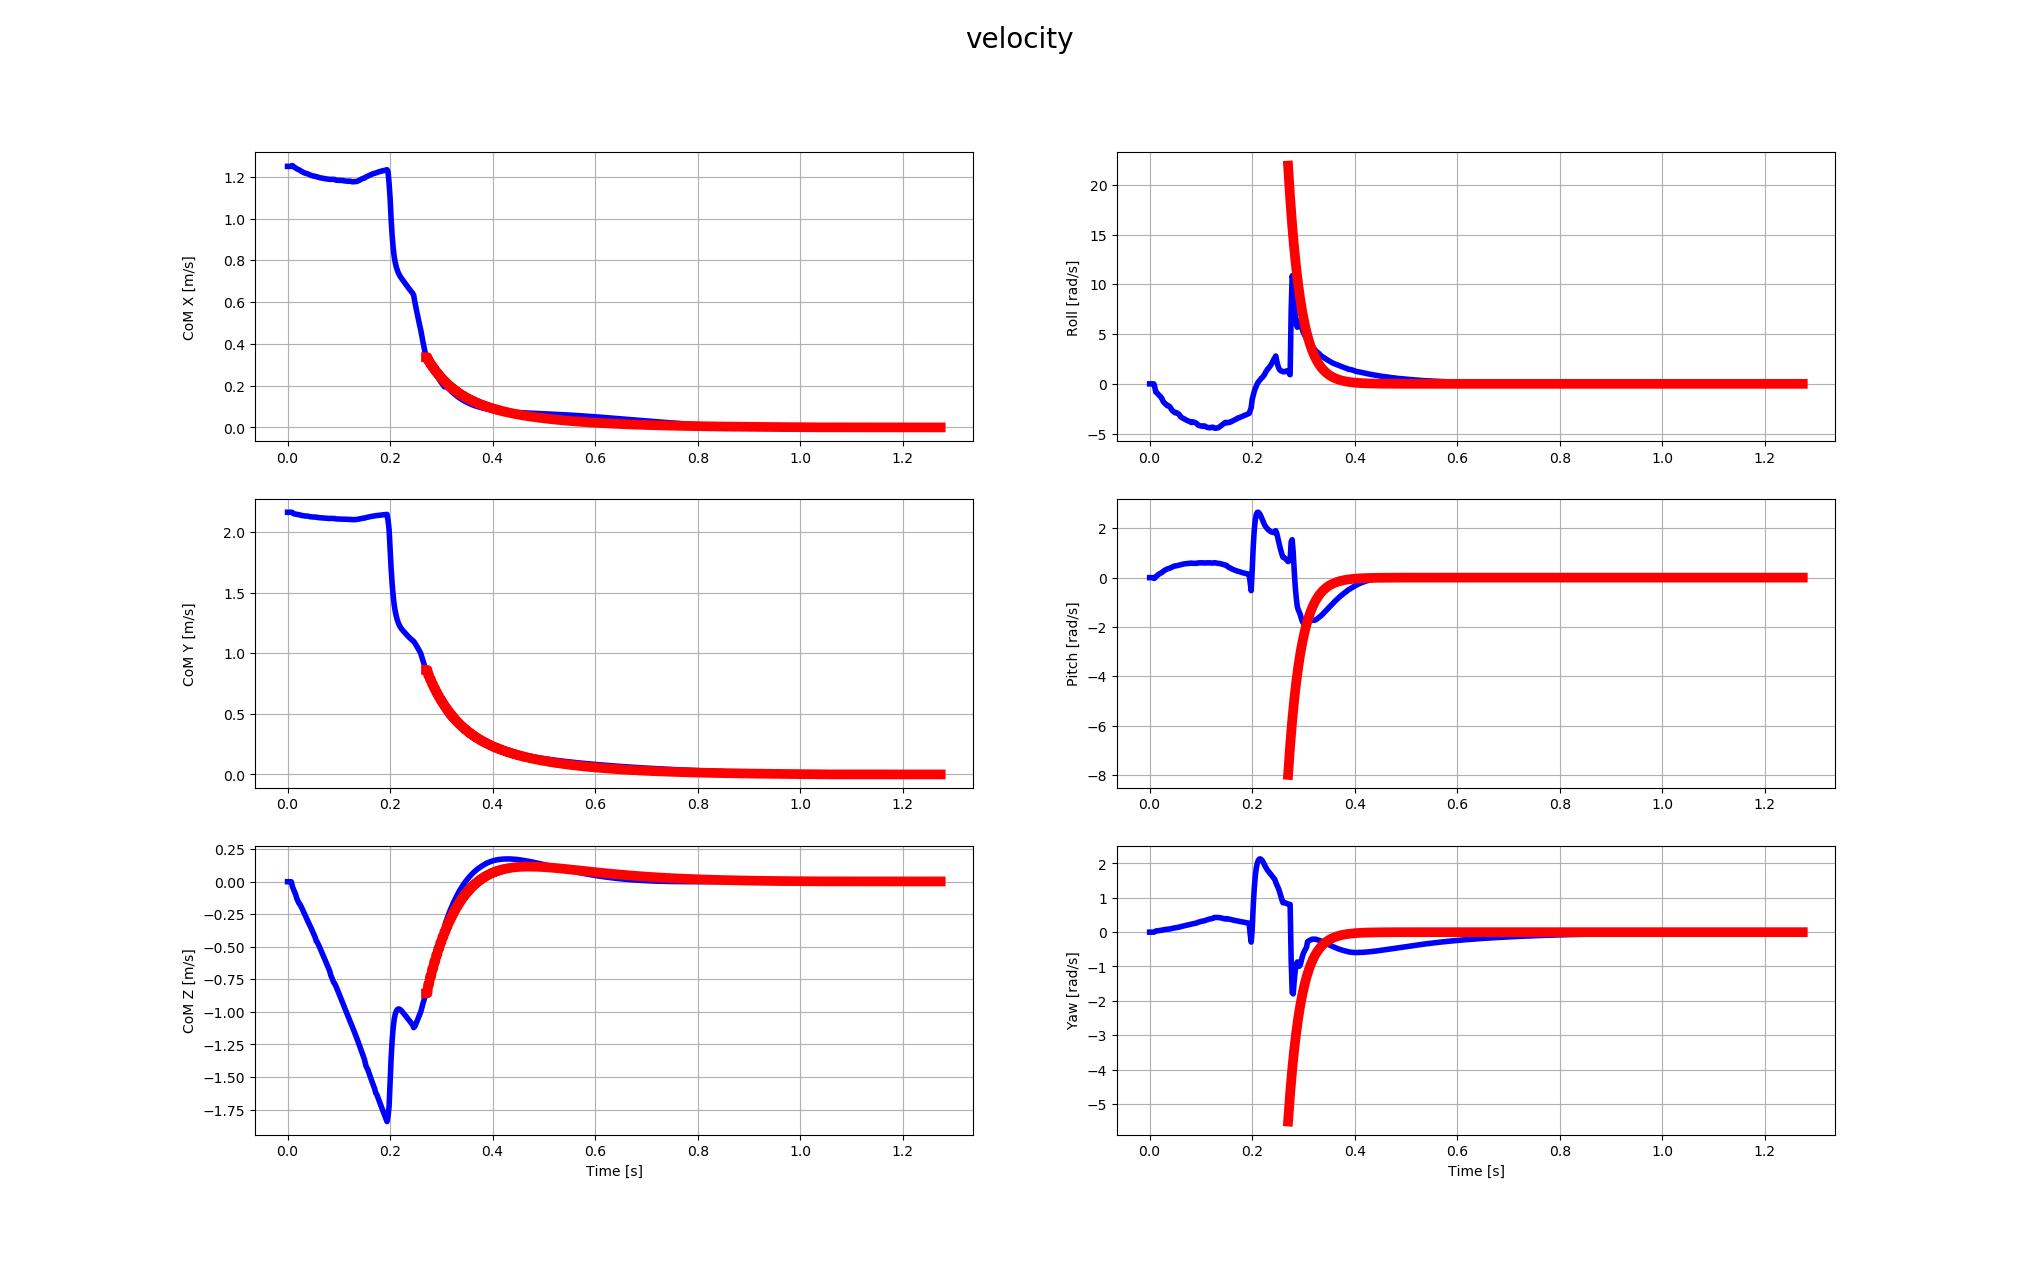 velocity
CoM X [m/s]
1.2
1.0
0.8
0.6
0.4
0.2
0.0
0.0 0.2 0.4 0.6 0.8 1.0 1.2
Roll [rad/s]
20
15
10
5
0
−5
0.0 0.2 0.4 0.6 0.8 1.0 1.2
CoM Y [m/s]
2.0
1.5
1.0
0.5
0.0
0.0 0.2 0.4 0.6 0.8 1.0 1.2
Pitch [rad/s]
2
0
−2
−4
−6
−8
0.0 0.2 0.4 0.6 0.8 1.0 1.2
CoM Z [m/s]
0.25
0.00
−0.25
−0.50
−0.75
−1.00
−1.25
−1.50
−1.75
0.0 0.2 0.4 0.6 0.8 1.0 1.2
Time [s]
Yaw [rad/s]
2
1
0
−1
−2
−3
−4
−5
0.0 0.2 0.4 0.6 0.8 1.0 1.2
Time [s]